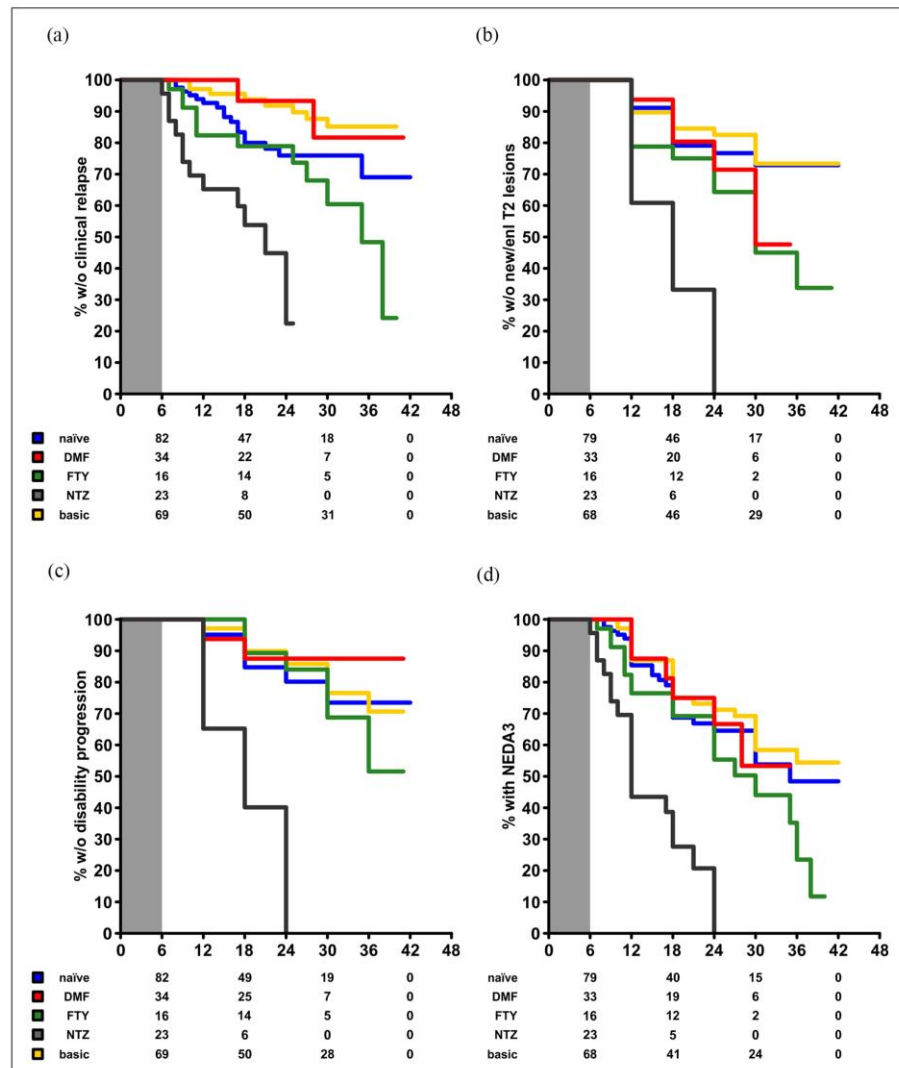 (a)
% w/o clinical relapse
100
90
80
70
60
50
40
30
20
10
0
0 6 12 18 24 30 36 42 48
naïve 82 47 18 0
DMF 34 22 7 0
FTY 16 14 5 0
NTZ 23 8 0 0
basic 69 50 31 0
(b)
% w/o new/enl T2 lesions
100
90
80
70
60
50
40
30
20
10
0
0 6 12 18 24 30 36 42 48
naïve 79 46 17 0
DMF 33 20 6 0
FTY 16 12 2 0
NTZ 23 6 0 0
basic 68 46 29 0
(c)
% w/o disability progression
100
90
80
70
60
50
40
30
20
10
0
0 6 12 18 24 30 36 42 48
naïve 82 49 19 0
DMF 34 25 7 0
FTY 16 14 5 0
NTZ 23 6 0 0
basic 69 50 28 0
(d)
% with NEDA3
100
90
80
70
60
50
40
30
20
10
0
0 6 12 18 24 30 36 42 48
naïve 79 40 15 0
DMF 33 19 6 0
FTY 16 12 2 0
NTZ 23 5 0 0
basic 68 41 24 0